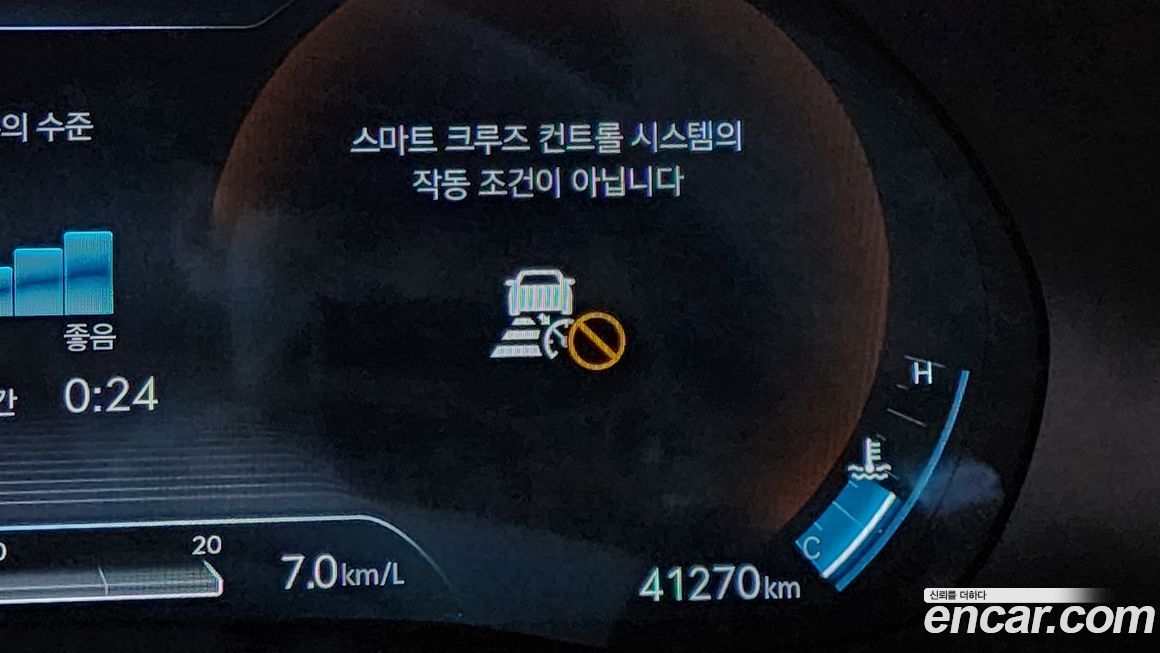 의 수준
스마트 크루즈 컨트롤 시스템의
작동 조건이 아닙니다
좋음
간 0:24
H
C
20
7.0km/L
41270km
신뢰를 더하다
encar.com